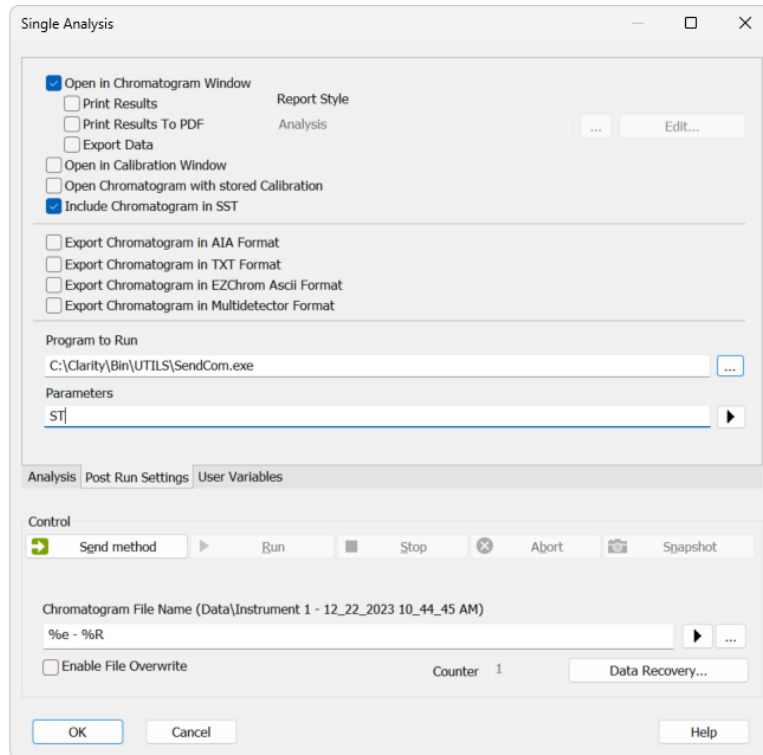 Single Analysis
Open in Chromatogram Window
Print Results
Report Style
Print Results To PDF
Analysis
...
Edit...
Export Data
Open in Calibration Window
Open Chromatogram with stored Calibration
Include Chromatogram in SST
Export Chromatogram in AIA Format
Export Chromatogram in TXT Format
Export Chromatogram in EZChrom Ascii Format
Export Chromatogram in Multidetector Format
Program to Run
C:\Clarity\Bin\UTILS\SendCom.exe
...
Parameters
ST
Analysis Post Run Settings User Variables
Control
Send method Run Stop Abort Snapshot
Chromatogram File Name (Data\Instrument 1 - 12_22_2023 10_44_45 AM)
%e - %R
...
Enable File Overwrite
Counter 1
Data Recovery...
OK Cancel Help